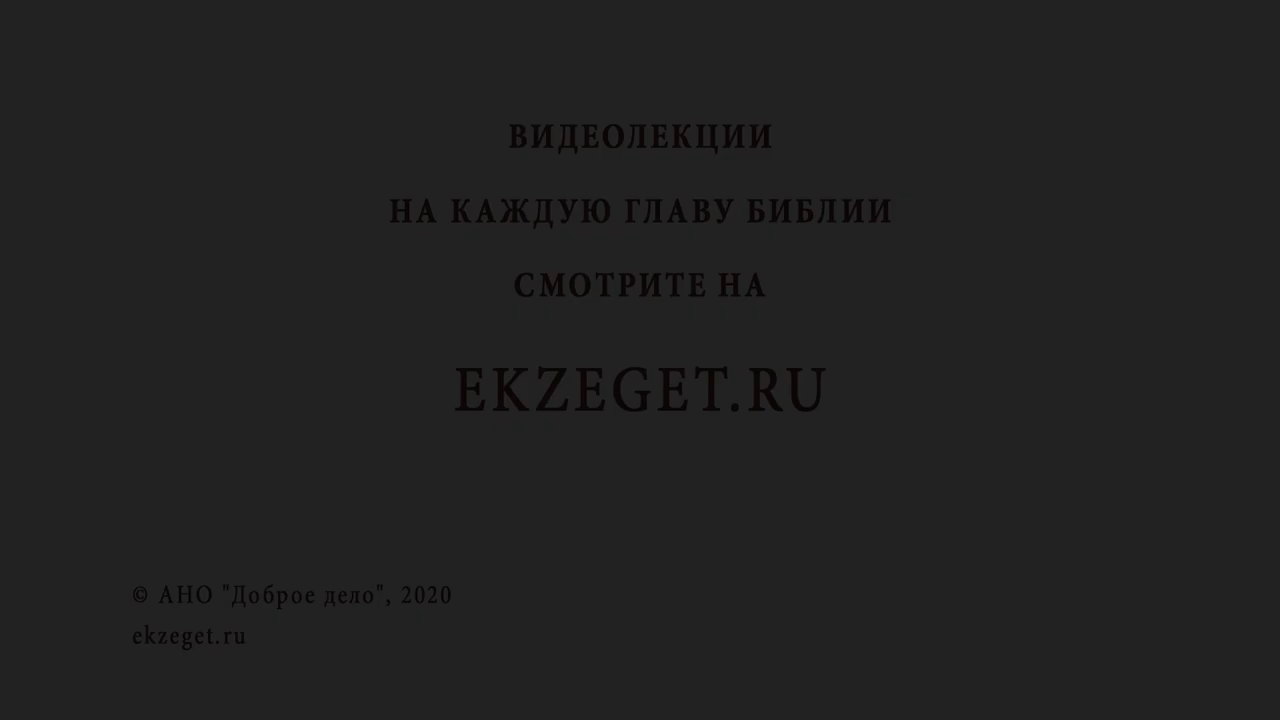 ВИДЕОЛЕКЦИИ
НА КАЖДУЮ ГЛАВУ БИБЛИИ
СМОТРИТЕ НА
EKZEGET.RU
© АНО "Доброе дело", 2020
ekzeget.ru